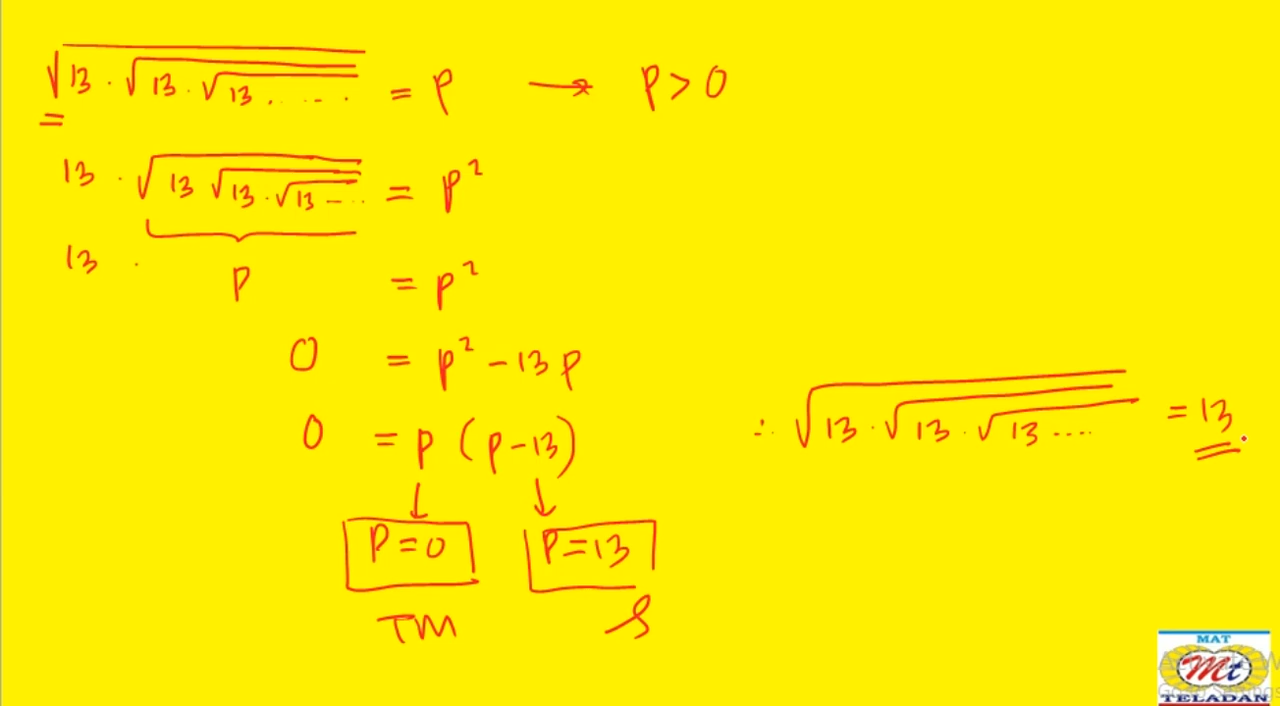 √13 · √13 · √13 ...... = P → P > 0
=
13 · √13 √13 · √13 ... = P²
13 · P = P²
0 = P² - 13P
0 = P (P - 13)
↓ ↓
P = 0 P = 13
TM
∴ √13 · √13 · √13 .... = 13
MAT
Mt
TELADAN